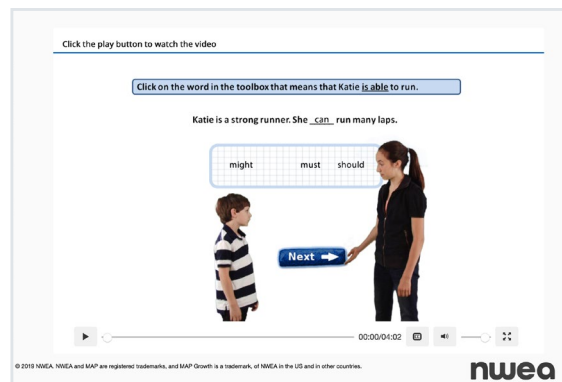 Click the play button to watch the video
Click on the word in the toolbox that means that Katie is able to run.
Katie is a strong runner. She can run many laps.
might must should
Next
00:00/04:02
© 2019 NWEA. NWEA and MAP are registered trademarks, and MAP Growth is a trademark, of NWEA in the US and in other countries.
nwea